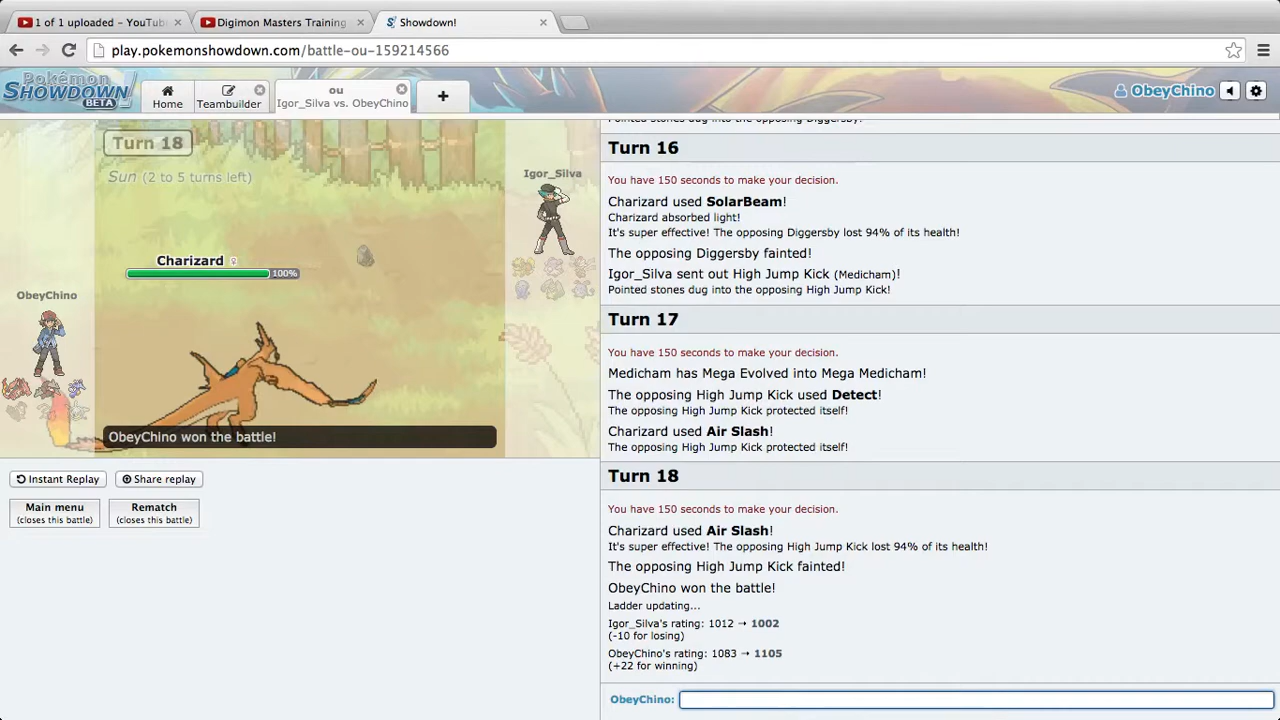 1 of 1 uploaded - YouTube
Digimon Masters Training
Showdown!
play.pokemonshowdown.com/battle-ou-159214566
Pokémon
SHOWDOWN
BETA
Home
Teambuilder
ou
Igor_Silva vs. ObeyChino
+
ObeyChino
Turn 18
Sun (2 to 5 turns left)
Igor_Silva
Charizard ♀
100%
ObeyChino
ObeyChino won the battle!
Instant Replay
Share replay
Main menu
(closes this battle)
Rematch
(closes this battle)
Pointed stones dug into the opposing Diggersby!
Turn 16
You have 150 seconds to make your decision.
Charizard used SolarBeam!
Charizard absorbed light!
It's super effective! The opposing Diggersby lost 94% of its health!
The opposing Diggersby fainted!
Igor_Silva sent out High Jump Kick (Medicham)!
Pointed stones dug into the opposing High Jump Kick!
Turn 17
You have 150 seconds to make your decision.
Medicham has Mega Evolved into Mega Medicham!
The opposing High Jump Kick used Detect!
The opposing High Jump Kick protected itself!
Charizard used Air Slash!
The opposing High Jump Kick protected itself!
Turn 18
You have 150 seconds to make your decision.
Charizard used Air Slash!
It's super effective! The opposing High Jump Kick lost 94% of its health!
The opposing High Jump Kick fainted!
ObeyChino won the battle!
Ladder updating...
Igor_Silva's rating: 1012 → 1002
(-10 for losing)
ObeyChino's rating: 1083 → 1105
(+22 for winning)
ObeyChino: